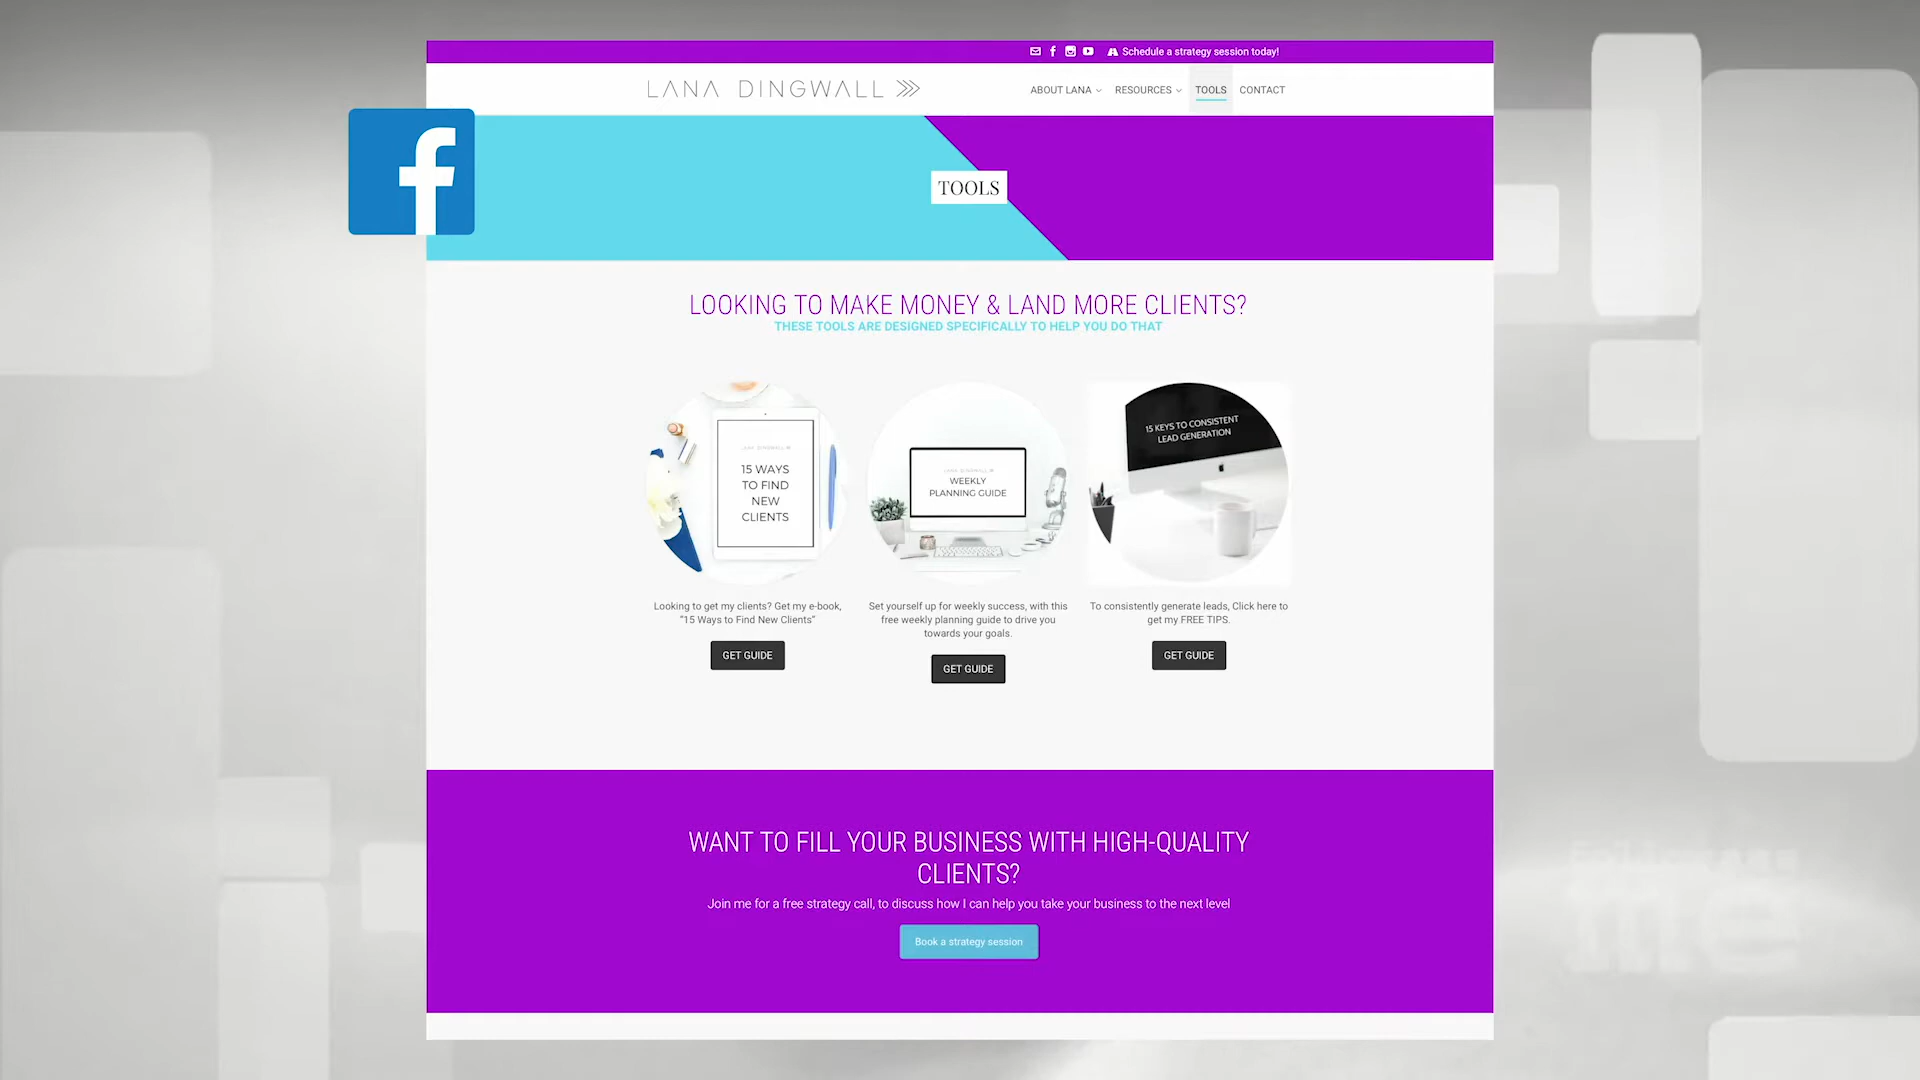 Schedule a strategy session today!
LANA DINGWALL
ABOUT LANA RESOURCES TOOLS CONTACT
f
TOOLS
LOOKING TO MAKE MONEY & LAND MORE CLIENTS?
THESE TOOLS ARE DESIGNED SPECIFICALLY TO HELP YOU DO THAT
LANA DINGWALL
15 WAYS
TO FIND
NEW
CLIENTS
LANA DINGWALL
WEEKLY
PLANNING GUIDE
15 KEYS TO CONSISTENT
LEAD GENERATION
Looking to get my clients? Get my e-book,
"15 Ways to Find New Clients"
GET GUIDE
Set yourself up for weekly success, with this
free weekly planning guide to drive you
towards your goals.
GET GUIDE
To consistently generate leads, Click here to
get my FREE TIPS.
GET GUIDE
WANT TO FILL YOUR BUSINESS WITH HIGH-QUALITY
CLIENTS?
Join me for a free strategy call, to discuss how I can help you take your business to the next level
Book a strategy session
me